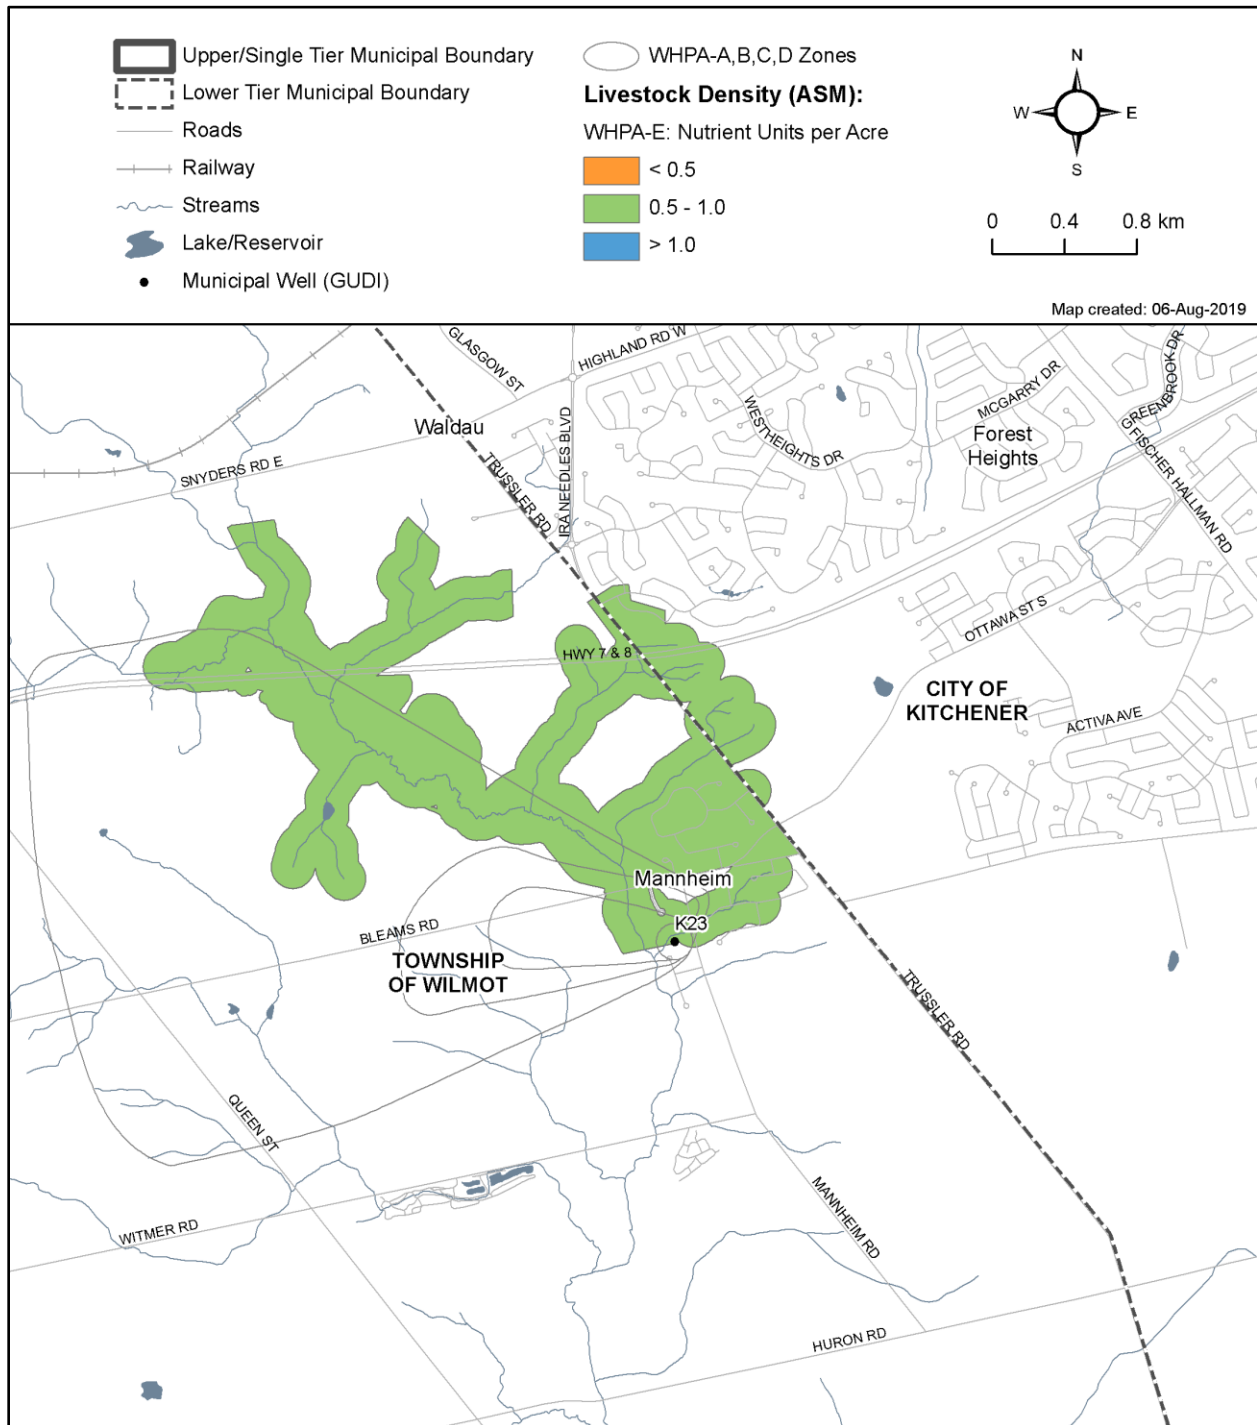 Upper/Single Tier Municipal Boundary
Lower Tier Municipal Boundary
Roads
Railway
Streams
Lake/Reservoir
Municipal Well (GUDI)
WHPA-A,B,C,D Zones
Livestock Density (ASM):
WHPA-E: Nutrient Units per Acre
< 0.5
0.5 - 1.0
> 1.0
N
W
E
S
0 0.4 0.8 km
Map created: 06-Aug-2019
GLASGOW ST
HIGHLAND RD W
Waldau
IRA NEEDLES BLVD
WESTHEIGHTS DR
MCGARRY DR
GREENBROOK DR
Forest
Heights
FISCHER HALLMAN RD
SNYDERS RD E
TRUSSLER RD
OTTAWA ST S
HWY 7 & 8
CITY OF
KITCHENER
ACTIVA AVE
Mannheim
K23
BLEAMS RD
TOWNSHIP
OF WILMOT
TRUSSLER RD
QUEEN ST
MANNHEIM RD
WITMER RD
HURON RD